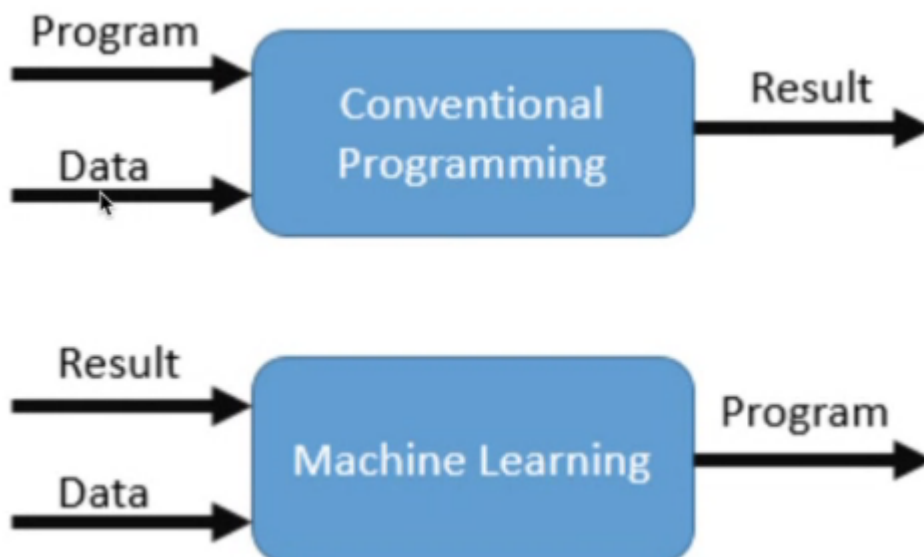 Program
Data
Conventional
Programming
Result
Result
Data
Machine Learning
Program